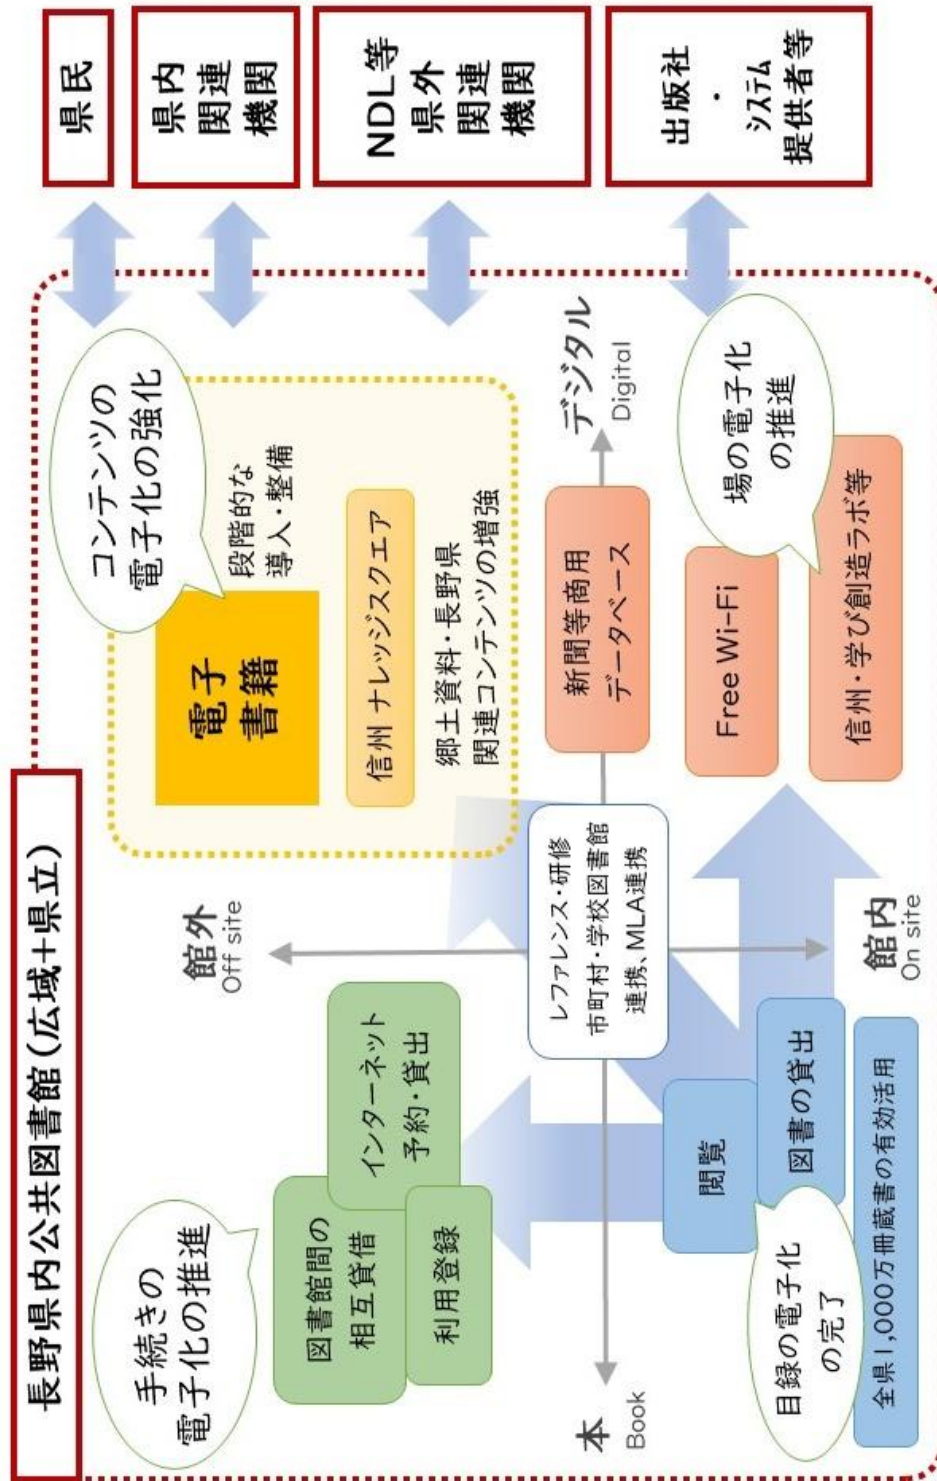 長野県内公共図書館(広域+県立)
手続きの
電子化の推進
図書館間の
相互貸借
インターネット
予約・貸出
利用登録
館外
Off site
コンテンツの
電子化の強化
電子
書籍
段階的な
導入・整備
信州 ナレッジスクエア
郷土資料・長野県
関連コンテンツの増強
本
Book
レファレンス・研修
市町村・学校図書館
連携、MLA連携
新聞等商用
データベース
デジタル
Digital
閲覧
図書の貸出
目録の電子化
の完了
全県1,000万冊蔵書の有効活用
館内
On site
Free Wi-Fi
場の電子化
の推進
信州・学び創造ラボ等
県民
県内
関連
機関
NDL等
県外
関連
機関
出版社
・
システム
提供者等